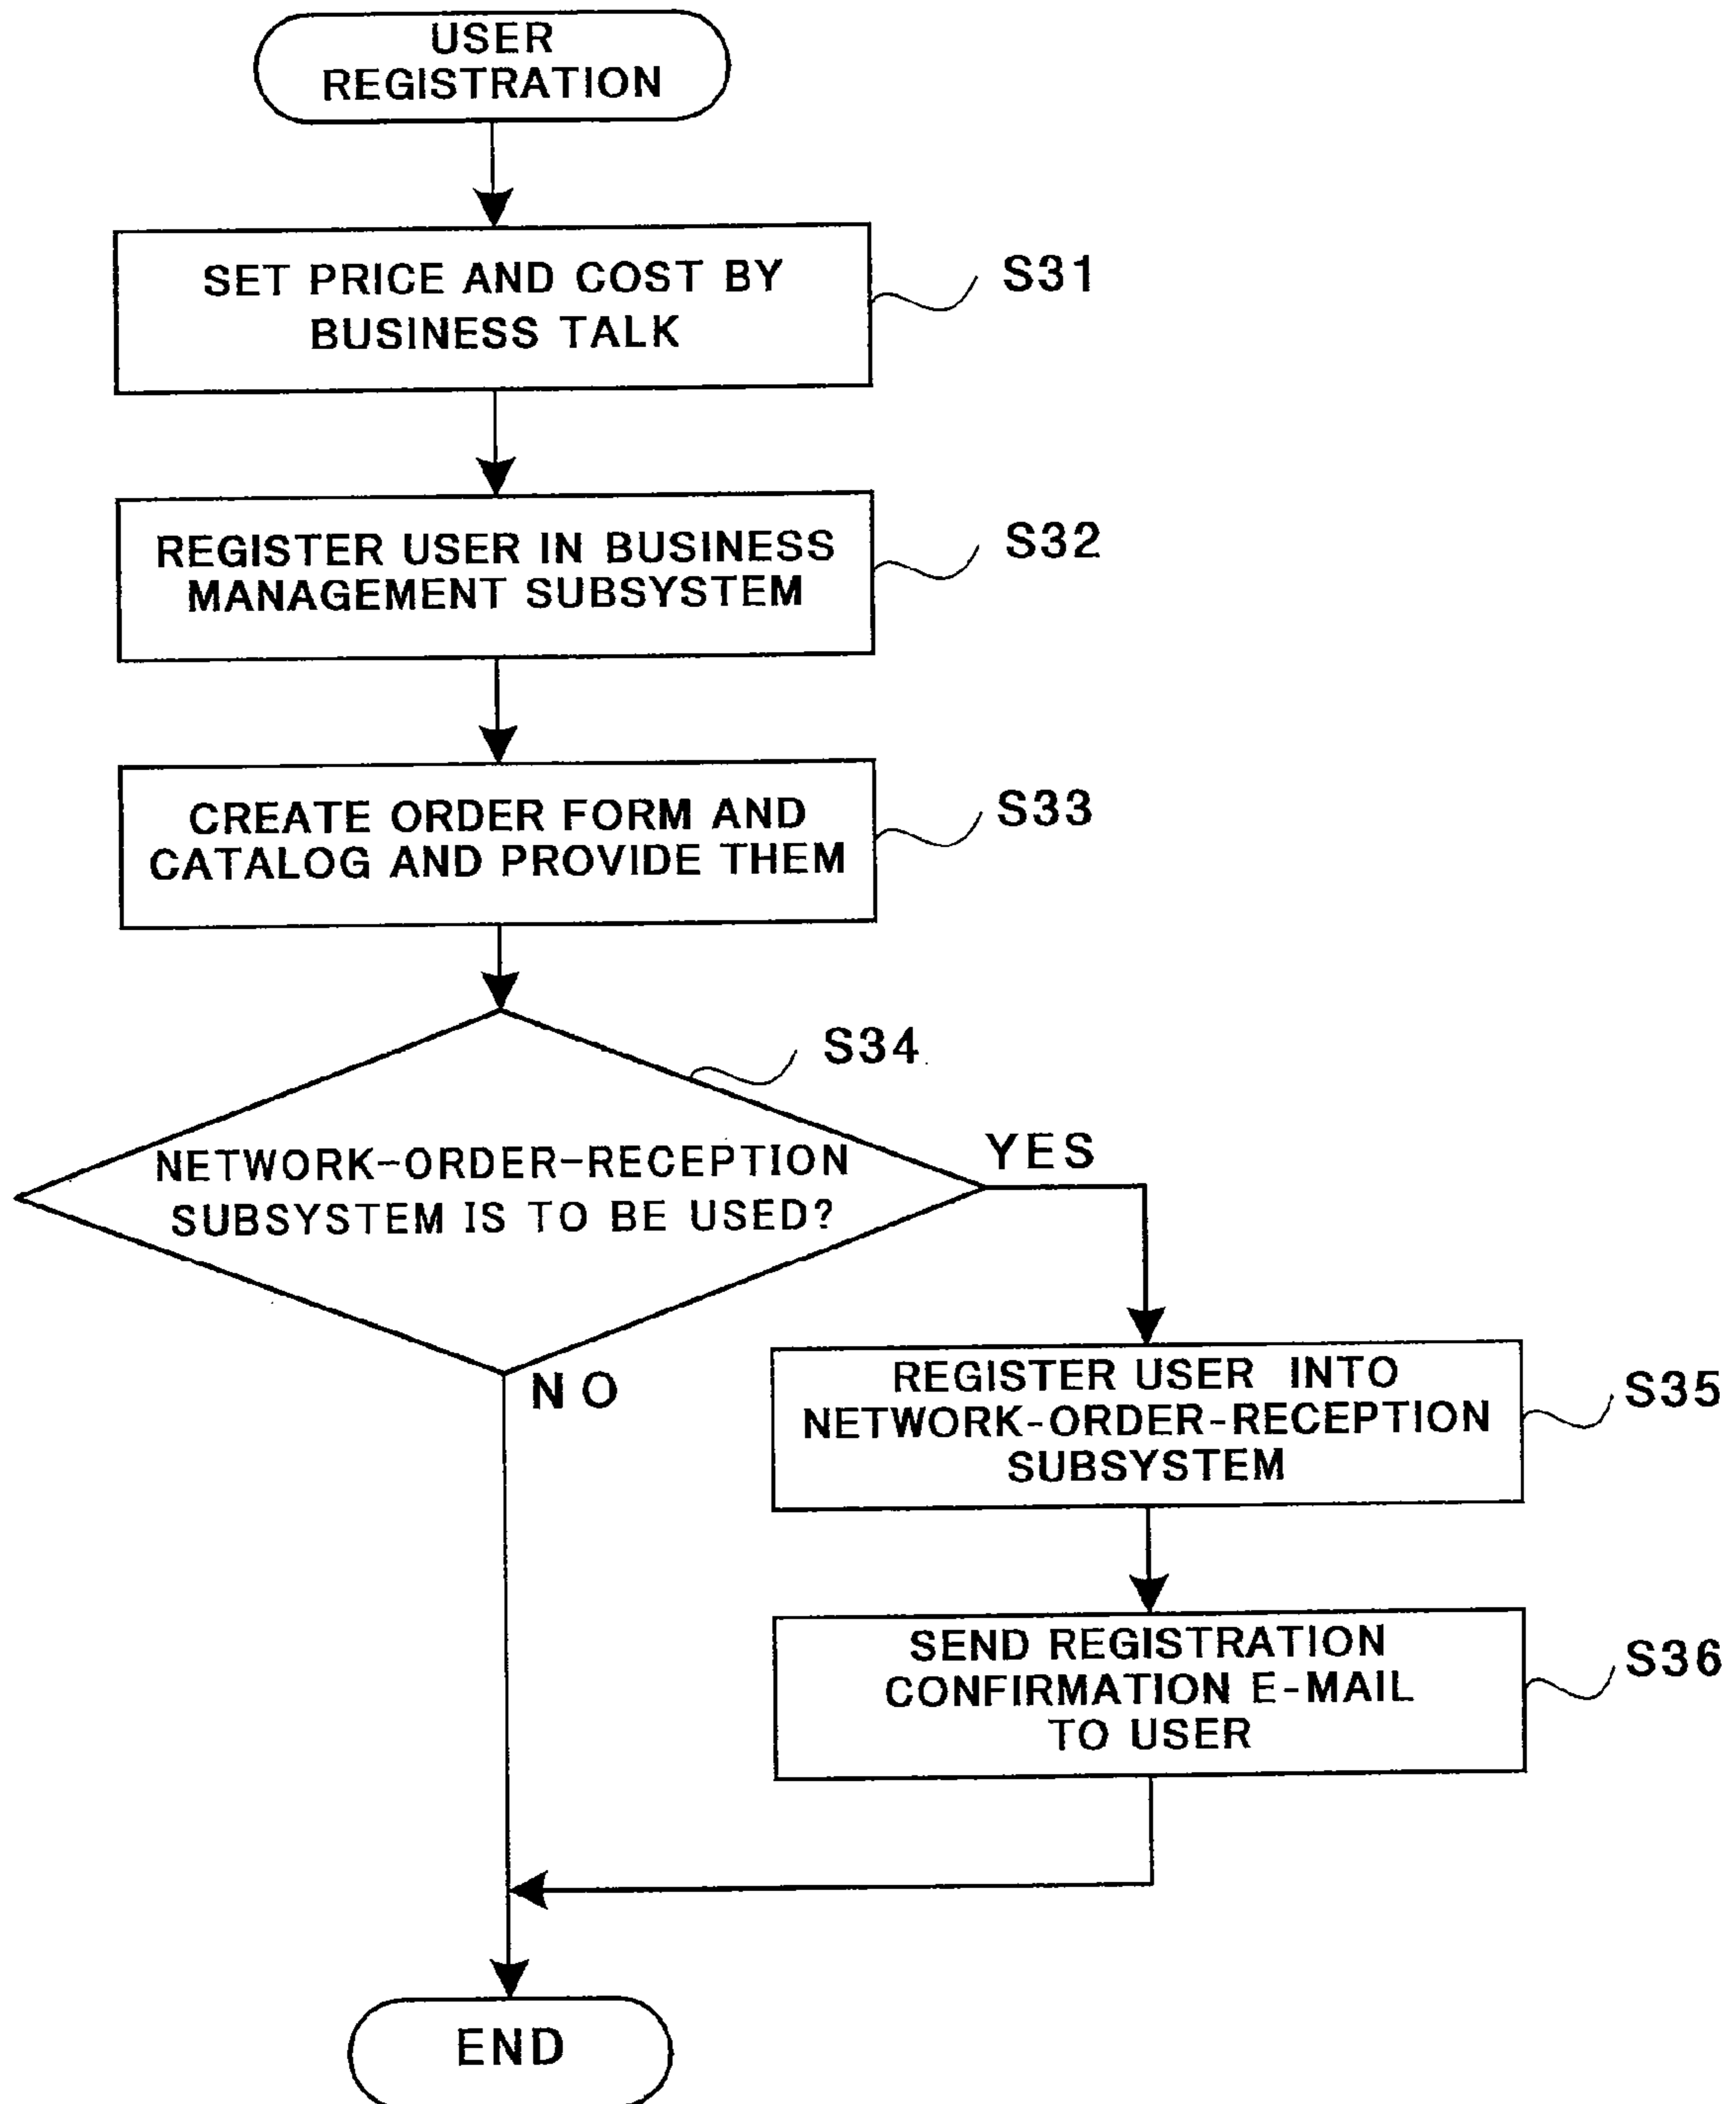 USER
REGISTRATION
SET PRICE AND COST BY
BUSINESS TALK
S31
REGISTER USER IN BUSINESS
MANAGEMENT SUBSYSTEM
S32
CREATE ORDER FORM AND
CATALOG AND PROVIDE THEM
S33
S34
NETWORK-ORDER-RECEPTION
SUBSYSTEM IS TO BE USED?
YES
NO
REGISTER USER INTO
NETWORK-ORDER-RECEPTION
SUBSYSTEM
S35
SEND REGISTRATION
CONFIRMATION E-MAIL
TO USER
S36
END